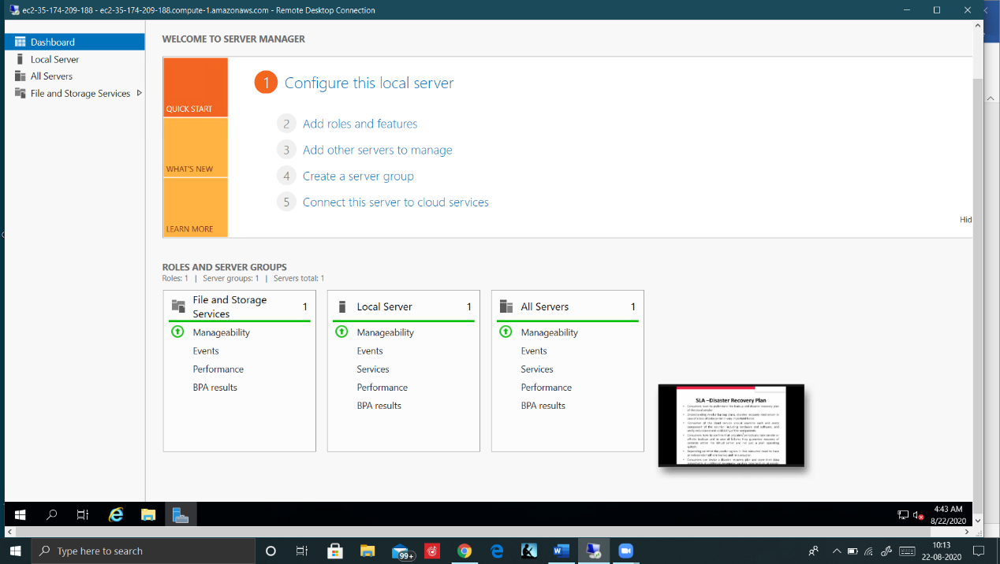 ec2-35-174-209-188 - ec2-35-174-209-188.compute-1.amazonaws.com - Remote Desktop Connection
Dashboard
Local Server
All Servers
File and Storage Services
WELCOME TO SERVER MANAGER
QUICK START
WHAT'S NEW
LEARN MORE
1 Configure this local server
2 Add roles and features
3 Add other servers to manage
4 Create a server group
5 Connect this server to cloud services
Hid
ROLES AND SERVER GROUPS
Roles: 1 | Server groups: 1 | Servers total: 1
File and Storage
Services 1
Manageability
Events
Performance
BPA results
Local Server 1
Manageability
Events
Services
Performance
BPA results
All Servers 1
Manageability
Events
Services
Performance
BPA results
SLA –Disaster Recovery Plan
4:43 AM
8/22/2020
Type here to search
99+
10:13
22-08-2020